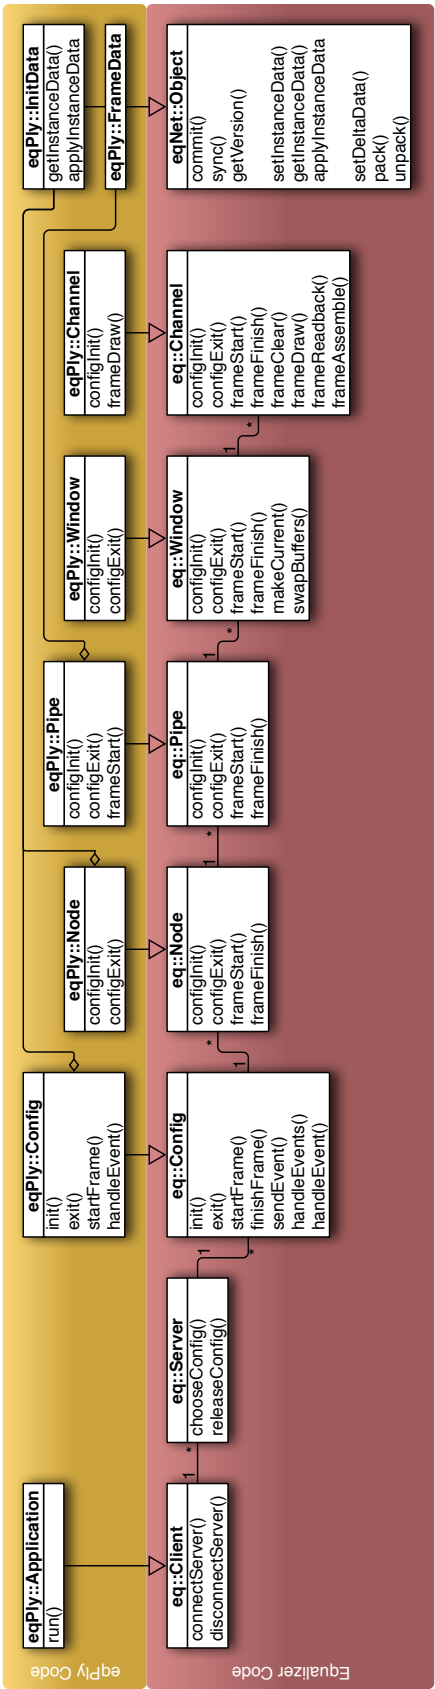 eqPly Code
eqPly::Application
run()
eqPly::Config
init()
exit()
startFrame()
handleEvent()
eqPly::Node
configInit()
configExit()
eqPly::Pipe
configInit()
configExit()
frameStart()
eqPly::Window
configInit()
configExit()
eqPly::Channel
configInit()
frameDraw()
eqPly::InitData
getInstanceData()
applyInstanceData
eqPly::FrameData
Equalizer Code
eq::Client
connectServer()
disconnectServer()
1
*
eq::Server
chooseConfig()
releaseConfig()
1
*
eq::Config
init()
exit()
startFrame()
finishFrame()
sendEvent()
handleEvents()
handleEvent()
1
*
eq::Node
configInit()
configExit()
frameStart()
frameFinish()
1
*
eq::Pipe
configInit()
configExit()
frameStart()
frameFinish()
1
*
eq::Window
configInit()
configExit()
frameStart()
frameFinish()
makeCurrent()
swapBuffers()
1
*
eq::Channel
configInit()
configExit()
frameStart()
frameFinish()
frameClear()
frameDraw()
frameReadback()
frameAssemble()
eqNet::Object
commit()
sync()
getVersion()
setInstanceData()
getInstanceData()
applyInstanceData
setDeltaData()
pack()
unpack()